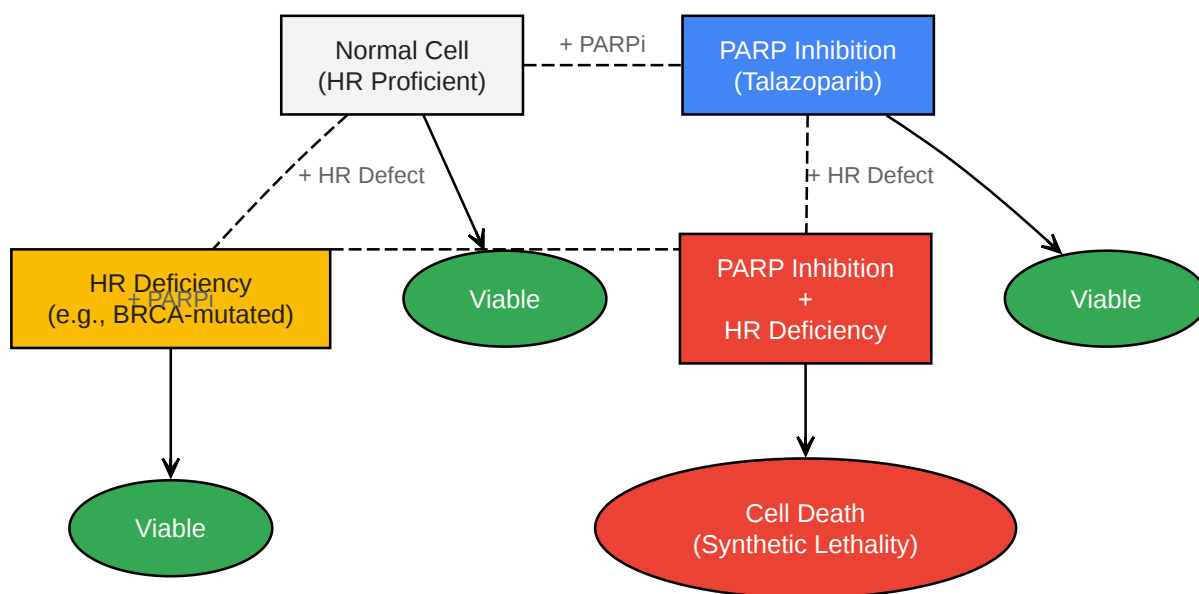 Normal Cell
(HR Proficient)
+ PARPi
PARP Inhibition
(Talazoparib)
+ HR Defect
+ HR Defect
HR Deficiency
(e.g., BRCA-mutated)
+ PARPi
Viable
PARP Inhibition
+
HR Deficiency
Viable
Viable
Cell Death
(Synthetic Lethality)